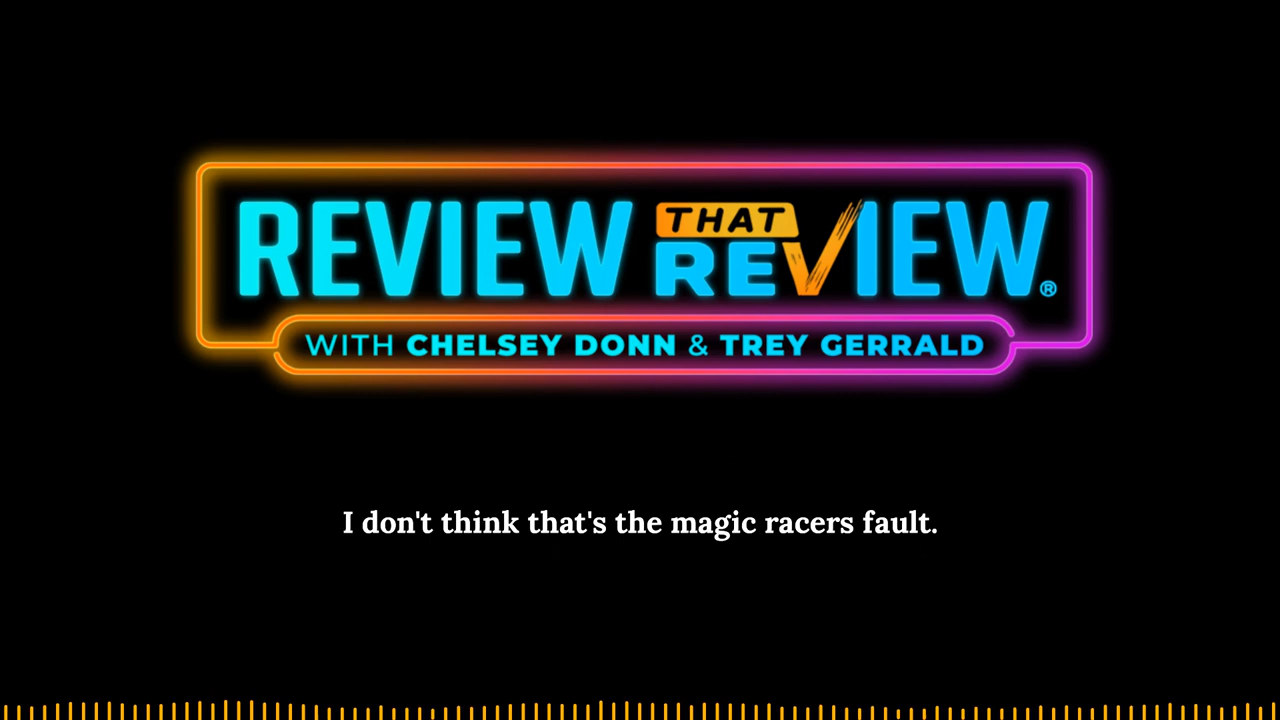 REVIEW THAT REVIEW®
WITH CHELSEY DONN & TREY GERRALD
I don't think that's the magic racers fault.